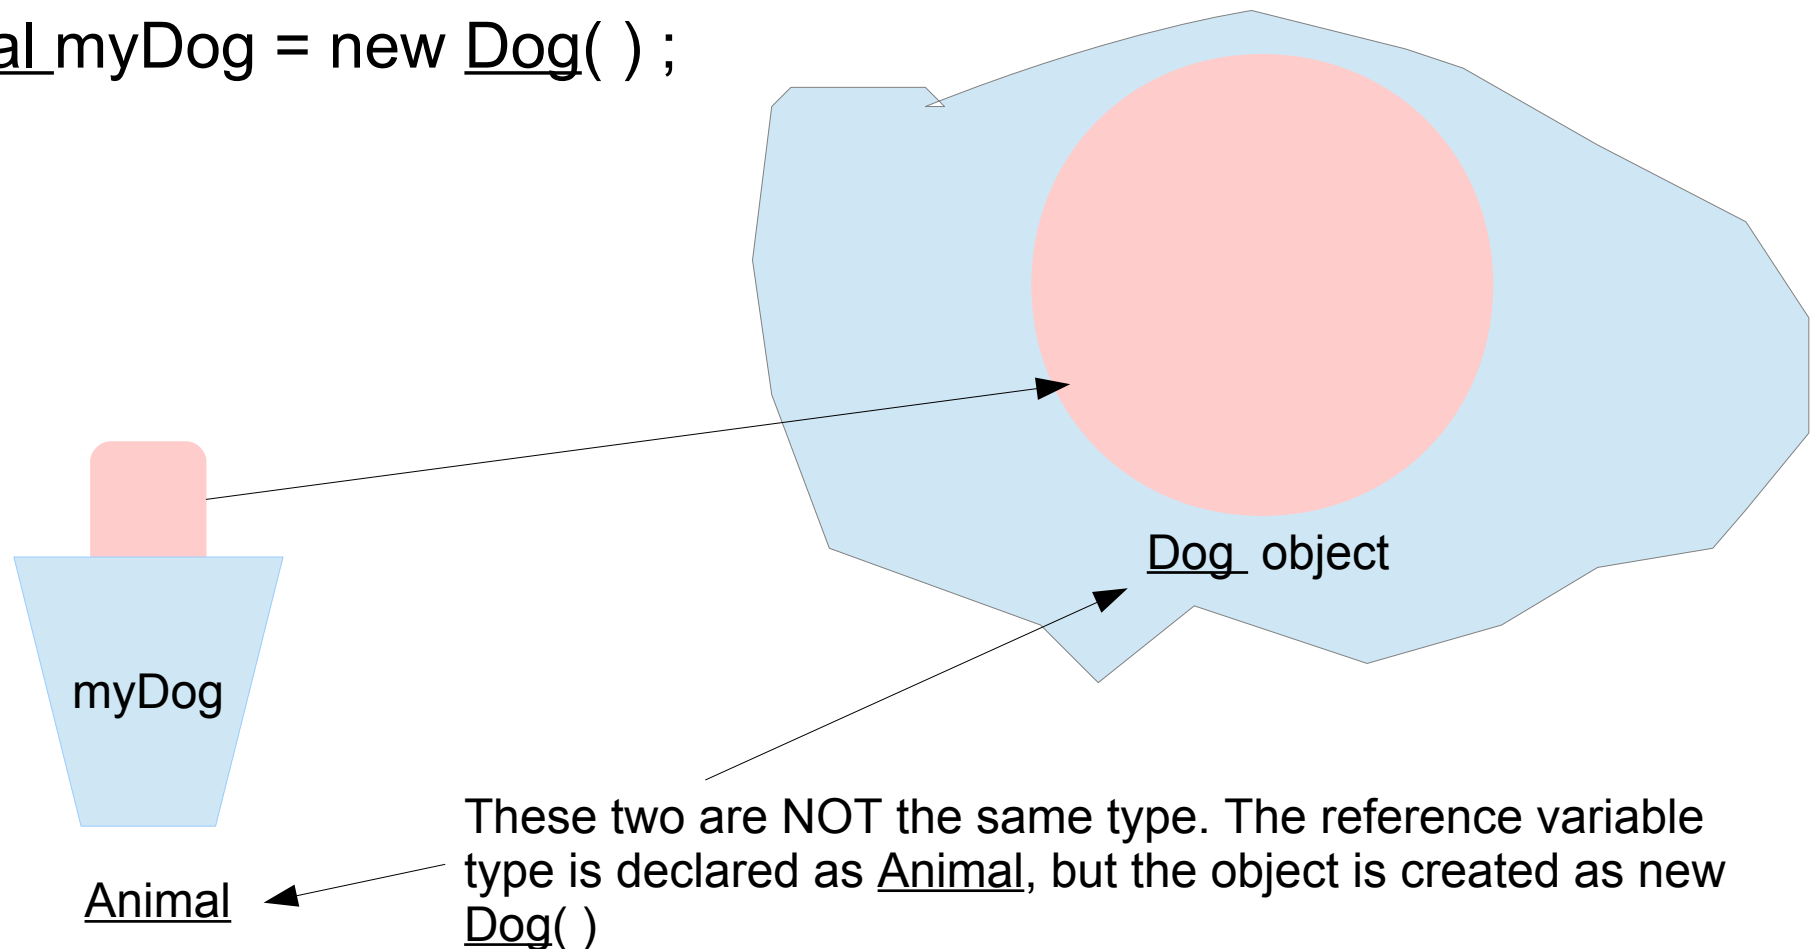 al myDog = new Dog( ) ;
Dog object
myDog
These two are NOT the same type. The reference variable
type is declared as Animal, but the object is created as new
Dog( )
Animal